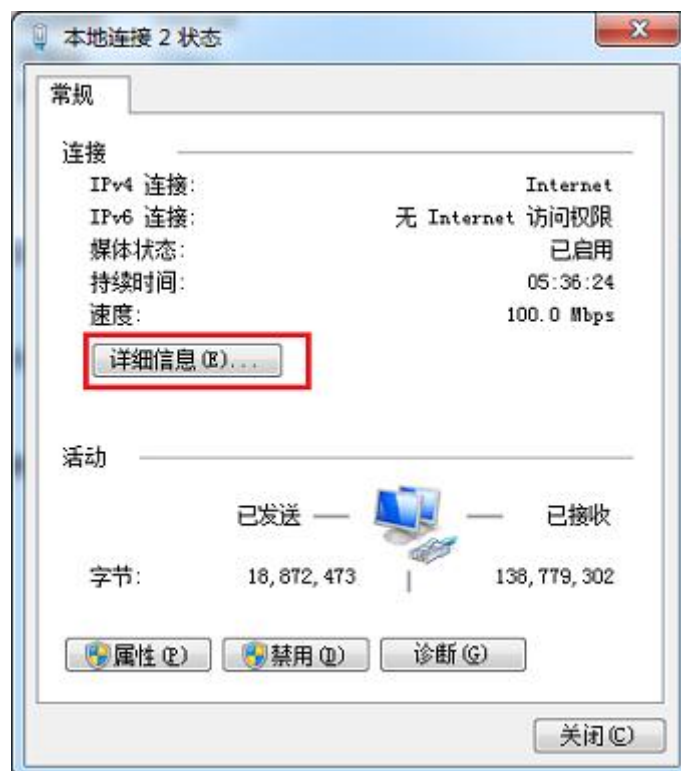 本地连接 2 状态
常规
连接
IPv4 连接: Internet
IPv6 连接: 无 Internet 访问权限
媒体状态: 已启用
持续时间: 05:36:24
速度: 100.0 Mbps
详细信息(E)...
活动
已发送 — — 已接收
字节: 18,872,473 | 138,779,302
属性(P) 禁用(D) 诊断(G)
关闭(C)